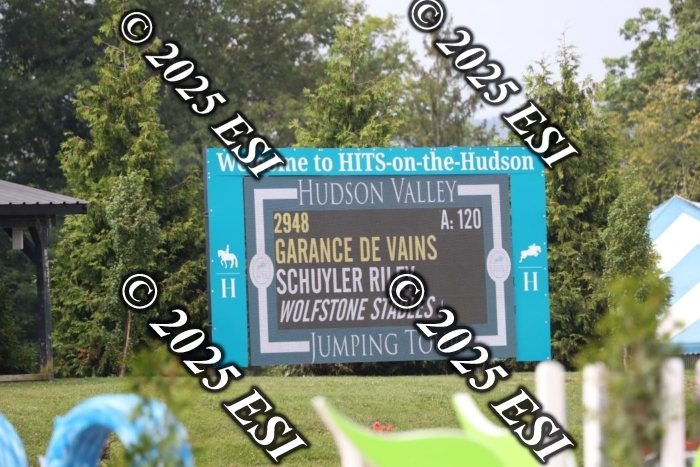 © 2025 ESI
© 2025 ESI
Welcome to HITS-on-the-Hudson
HUDSON VALLEY
2948 A: 120
GARANCE DE VAINS
SCHUYLER RILEY
WOLFSTONE STABLES
H
H
JUMPING
© 2025 ESI
© 2025 ESI